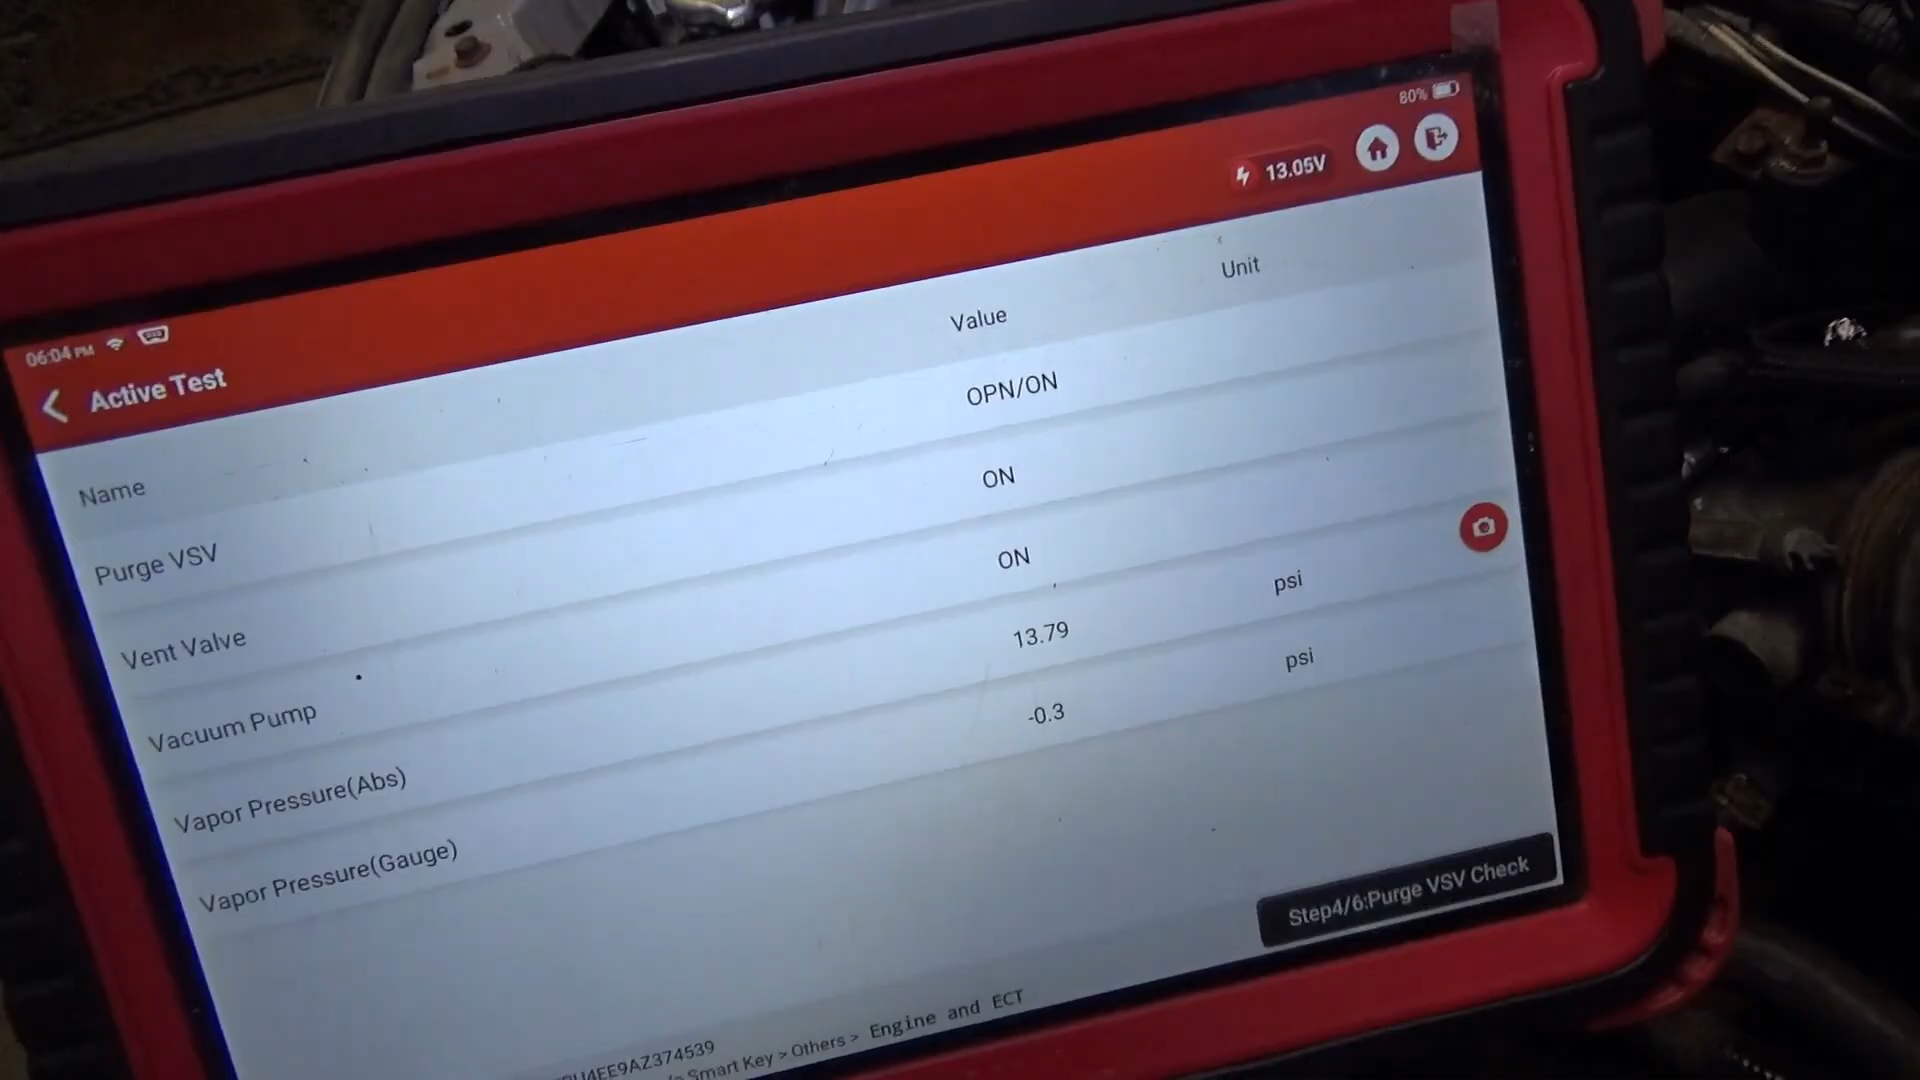 80%
13.05V
06:04 PM
Active Test
Name Value Unit
Purge VSV OPN/ON
Vent Valve ON
Vacuum Pump ON
Vapor Pressure(Abs) 13.79 psi
Vapor Pressure(Gauge) -0.3 psi
Step4/6:Purge VSV Check
U4EE9AZ374539
Smart Key > Others > Engine and ECT